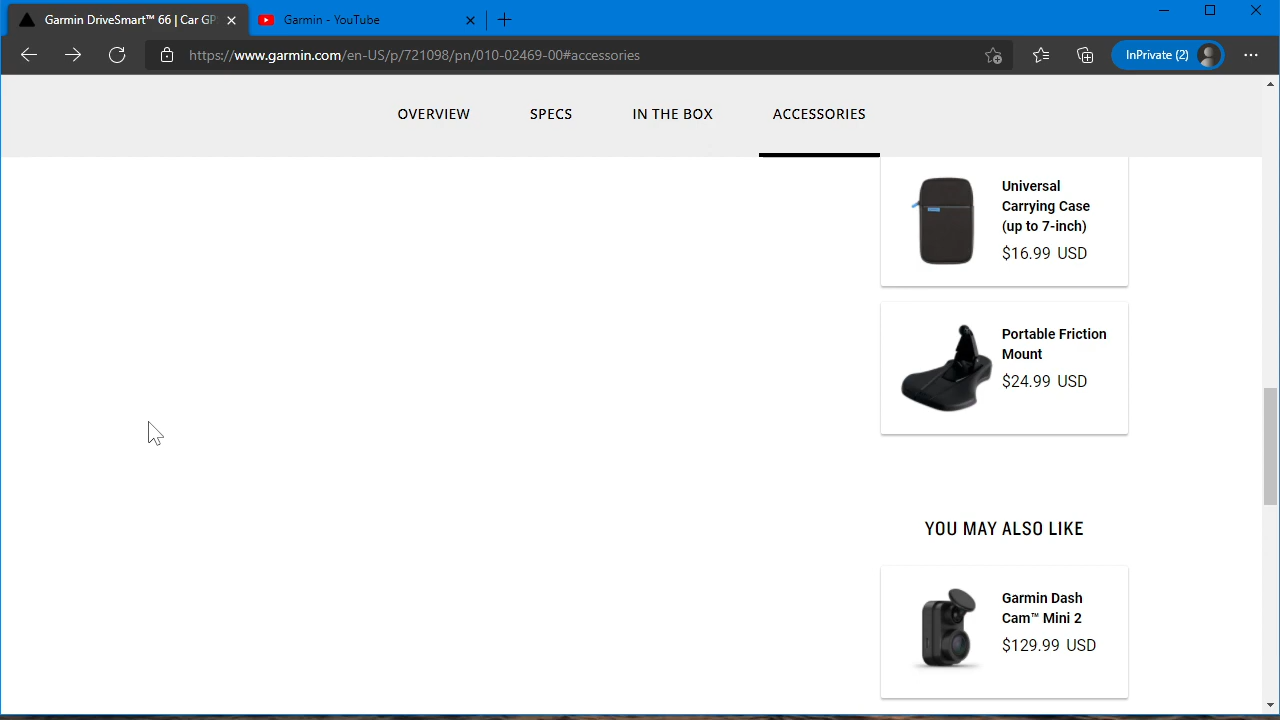 Garmin DriveSmart™ 66 | Car GP
Garmin - YouTube
https://www.garmin.com/en-US/p/721098/pn/010-02469-00#accessories
InPrivate (2)
OVERVIEW
SPECS
IN THE BOX
ACCESSORIES
Universal
Carrying Case
(up to 7-inch)
$16.99 USD
Portable Friction
Mount
$24.99 USD
YOU MAY ALSO LIKE
Garmin Dash
Cam™ Mini 2
$129.99 USD